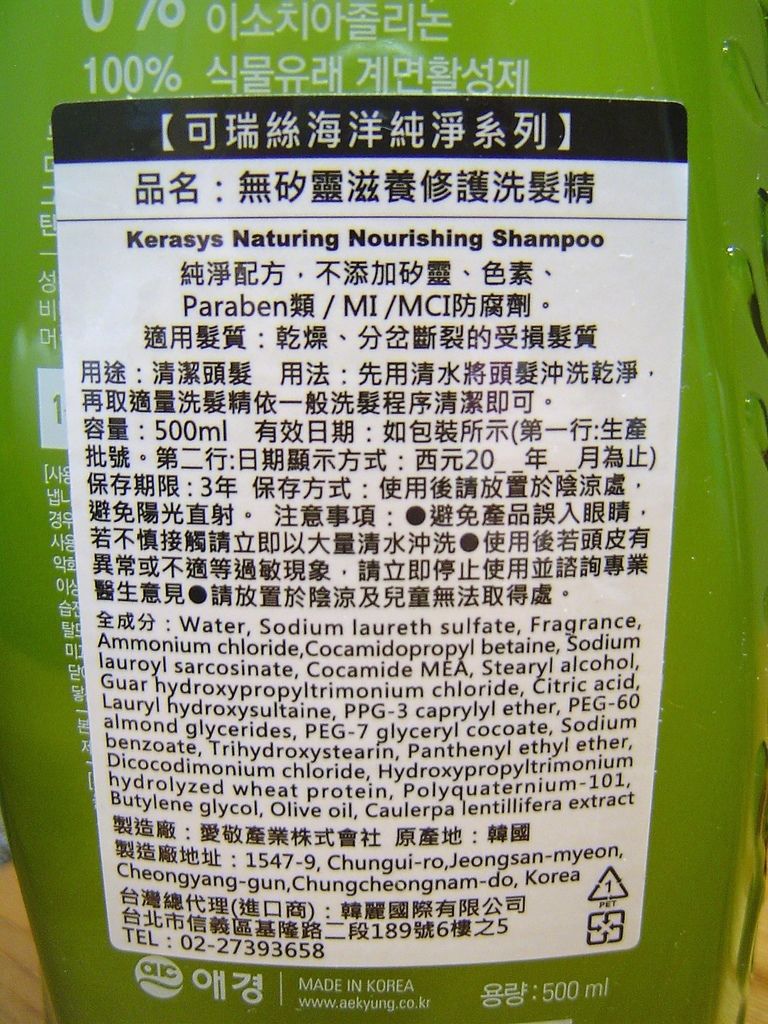 0% 이소치아졸리논
100% 식물유래 계면활성제
【可瑞絲海洋純淨系列】
品名：無矽靈滋養修護洗髮精
Kerasys Naturing Nourishing Shampoo
純淨配方，不添加矽靈、色素、
Paraben類 / MI /MCI防腐劑。
適用髮質：乾燥、分岔斷裂的受損髮質
用途：清潔頭髮 用法：先用清水將頭髮沖洗乾淨，
再取適量洗髮精依一般洗髮程序清潔即可。
容量：500ml 有效日期：如包裝所示(第一行:生產
批號。第二行:日期顯示方式：西元20__年__月為止)
保存期限：3年 保存方式：使用後請放置於陰涼處，
避免陽光直射。 注意事項：●避免產品誤入眼睛，
若不慎接觸請立即以大量清水沖洗●使用後若頭皮有
異常或不適等過敏現象，請立即停止使用並諮詢專業
醫生意見●請放置於陰涼及兒童無法取得處。
全成分：Water, Sodium laureth sulfate, Fragrance,
Ammonium chloride,Cocamidopropyl betaine, Sodium
lauroyl sarcosinate, Cocamide MEA, Stearyl alcohol,
Guar hydroxypropyltrimonium chloride, Citric acid,
Lauryl hydroxysultaine, PPG-3 caprylyl ether, PEG-60
almond glycerides, PEG-7 glyceryl cocoate, Sodium
benzoate, Trihydroxystearin, Panthenyl ethyl ether,
Dicocodimonium chloride, Hydroxypropyltrimonium
hydrolyzed wheat protein, Polyquaternium-101,
Butylene glycol, Olive oil, Caulerpa lentillifera extract
製造廠：愛敬產業株式會社 原產地：韓國
製造廠地址：1547-9, Chungui-ro,Jeongsan-myeon,
Cheongyang-gun,Chungcheongnam-do, Korea
台灣總代理(進口商)：韓麗國際有限公司
台北市信義區基隆路二段189號6樓之5
TEL：02-27393658
1
PET
애경 MADE IN KOREA
www.aekyung.co.kr
용량:500 ml